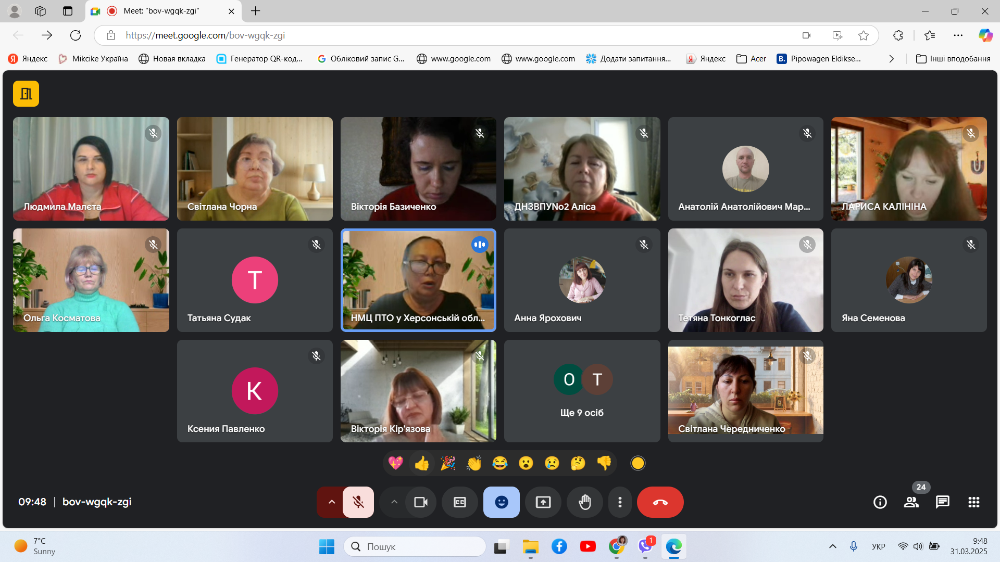 Meet: "bov-wgqk-zgi"
https://meet.google.com/bov-wgqk-zgi
Яндекс
Mikcike Україна
Новая вкладка
Генератор QR-код...
Обліковий запис G...
www.google.com
www.google.com
Додати запитання...
Яндекс
Acer
B.
Pipowagen Eldikse...
Інші вподобання
Людмила Малєта
Світлана Чорна
Вікторія Базиченко
ДНЗВПУNo2 Аліса
Анатолій Анатолійович Мар...
ЛАРИСА КАЛІНІНА
Ольга Косматова
Т
Татьяна Судак
НМЦ ПТО у Херсонській обл...
Анна Ярохович
Тетяна Тонкоглас
Яна Семенова
К
Ксения Павленко
Вікторія Кір'язова
О Т
Ще 9 осіб
Світлана Чередниченко
09:48 | bov-wgqk-zgi
CC
24
7°C
Sunny
Пошук
1
УКР
9:48
31.03.2025